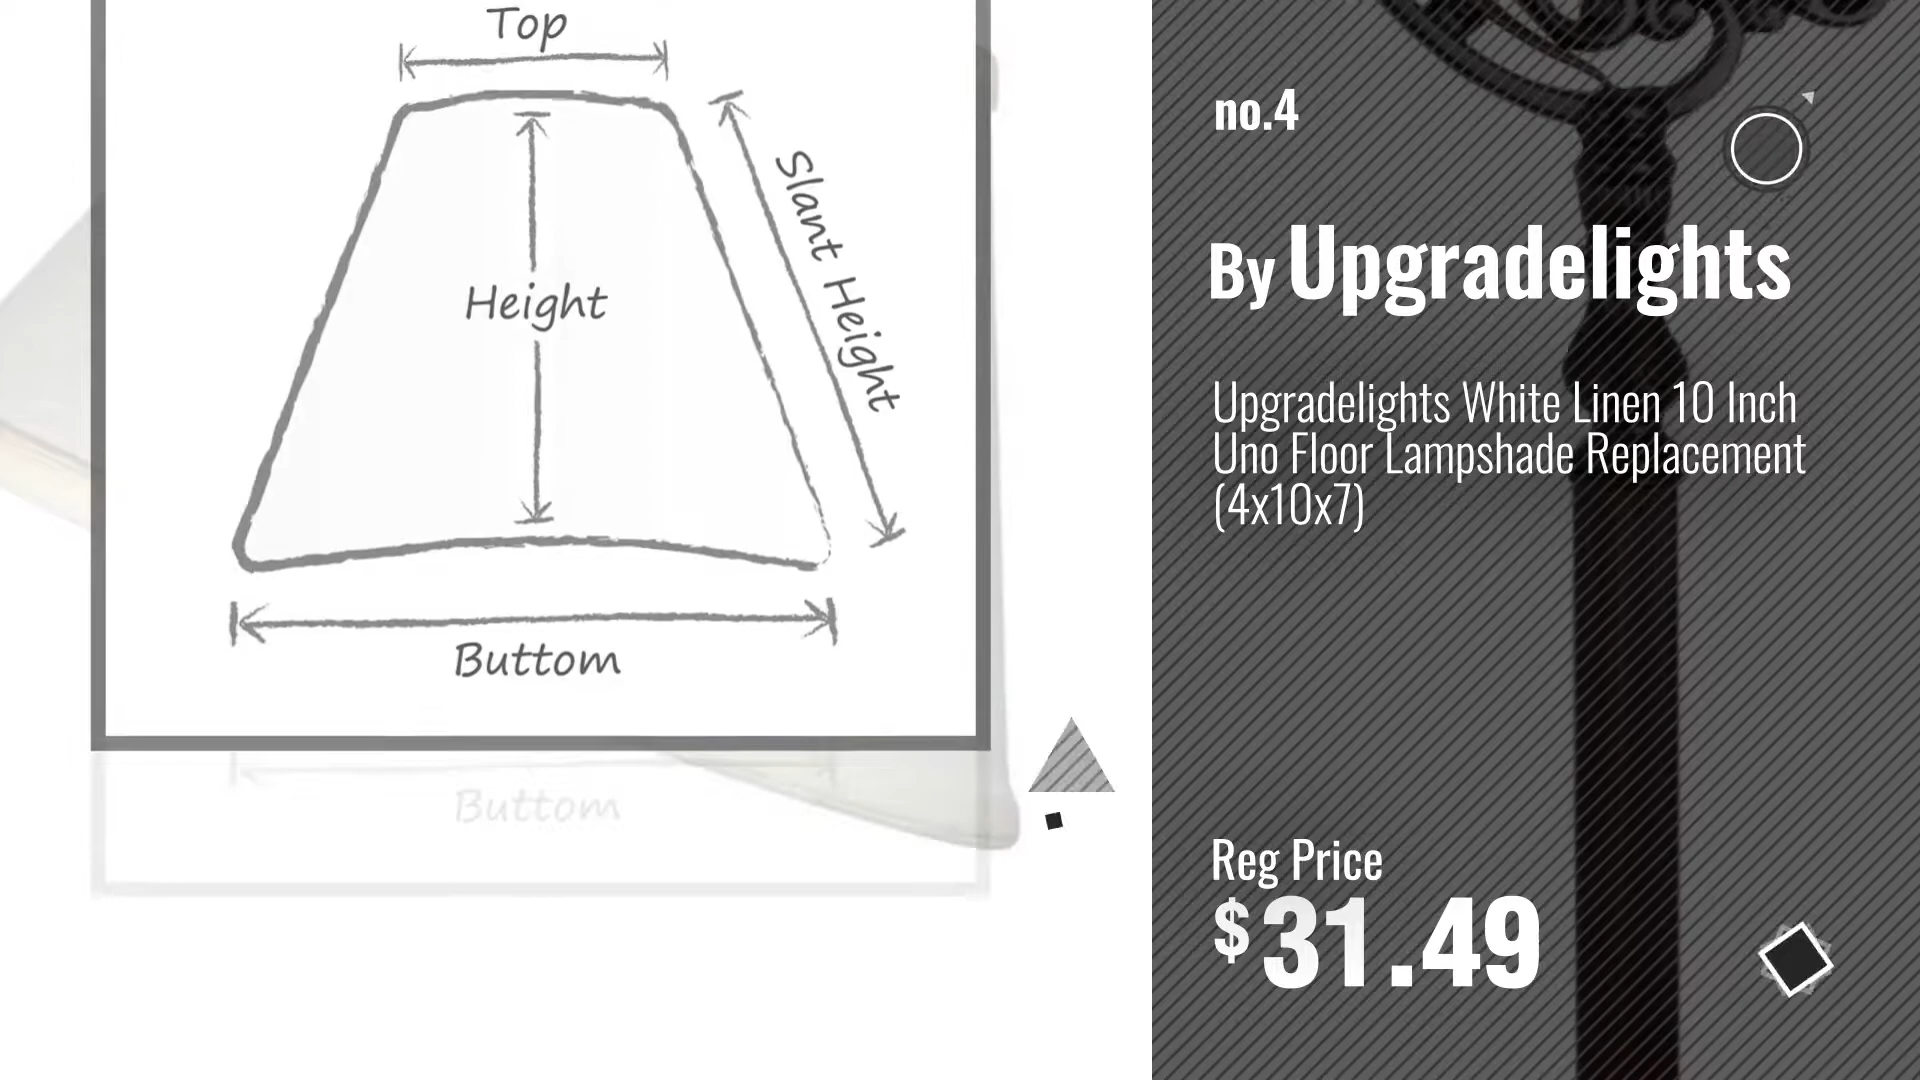 Top
Slant Height
Height
Buttom
Buttom
no.4
By Upgradelights
Upgradelights White Linen 10 Inch
Uno Floor Lampshade Replacement
(4x10x7)
Reg Price
$31.49